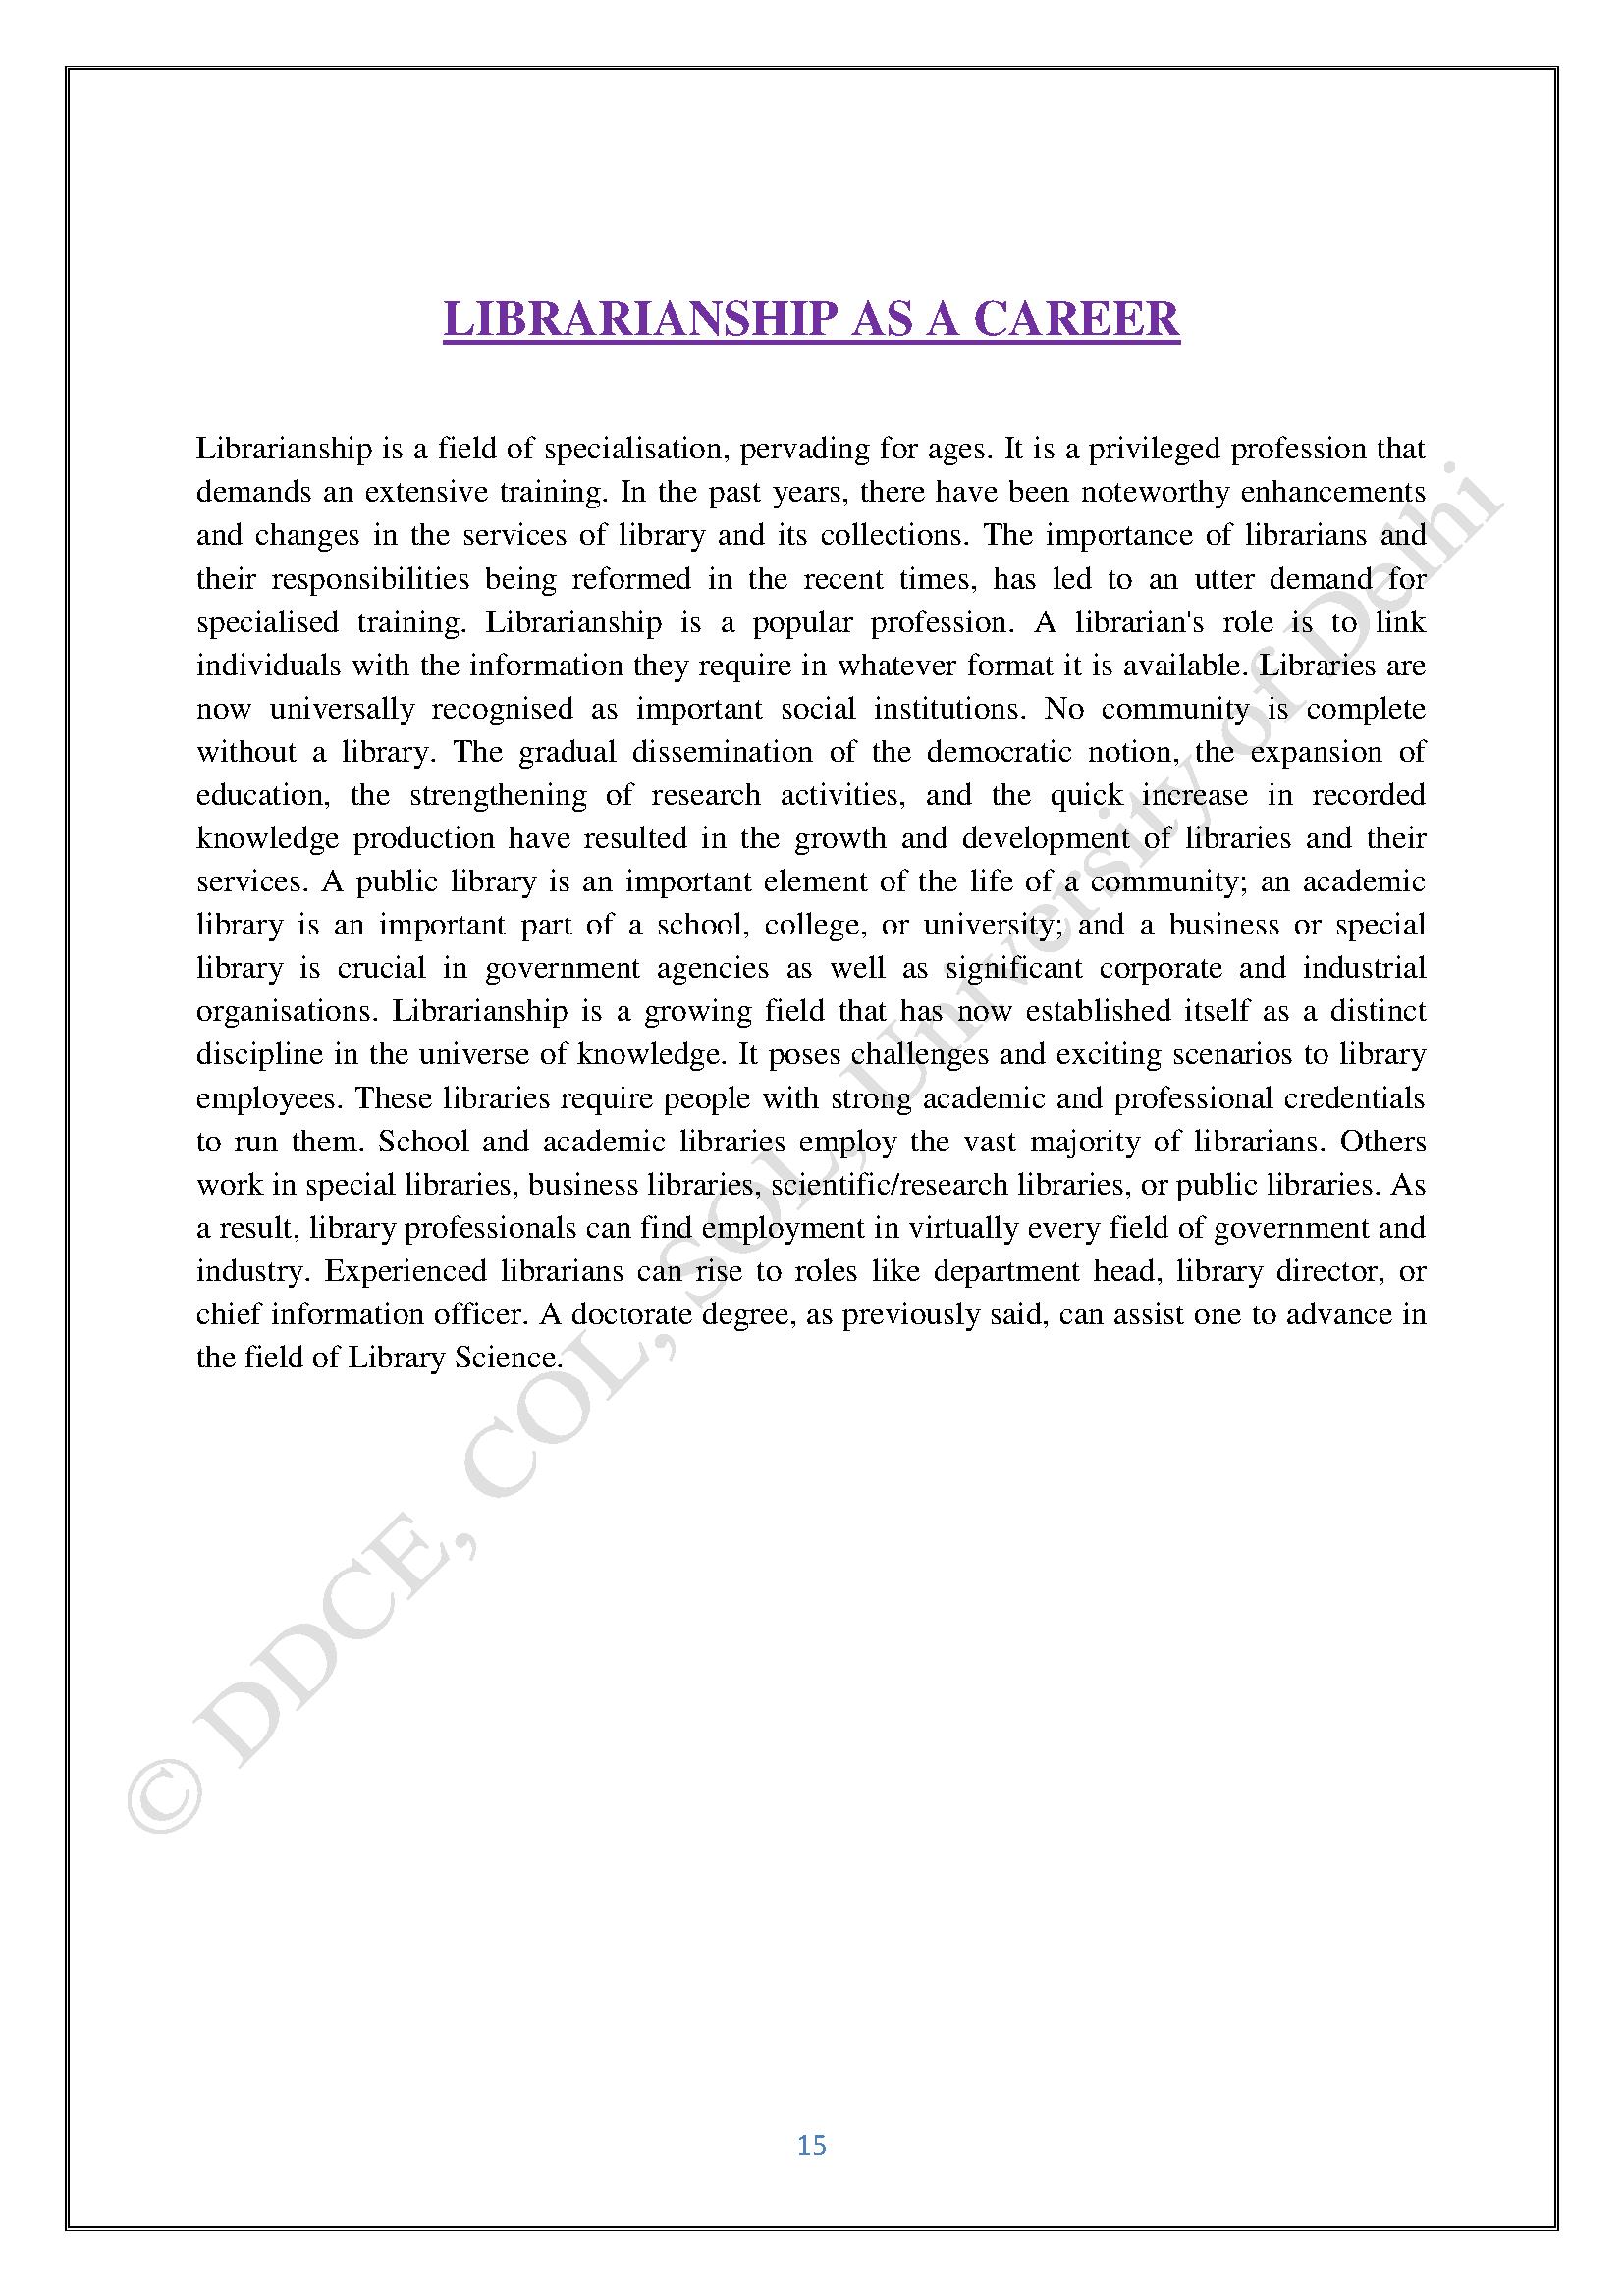 LIBRARIANSHIP AS A CAREER
Librarianship is a field of specialisation, pervading for ages. It is a privileged profession that
demands an extensive training. In the past years, there have been noteworthy enhancements
and changes in the services of library and its collections. The importance of librarians and
their responsibilities being reformed in the recent times, has led to an utter demand for
specialised training. Librarianship is a popular profession. A librarian's role is to link
individuals with the information they require in whatever format it is available. Libraries are
now universally recognised as important social institutions. No community is complete
without a library. The gradual dissemination of the democratic notion, the expansion of
education, the strengthening of research activities, and the quick increase in recorded
knowledge production have resulted in the growth and development of libraries and their
services. A public library is an important element of the life of a community; an academic
library is an important part of a school, college, or university; and a business or special
library is crucial in government agencies as well as significant corporate and industrial
organisations. Librarianship is a growing field that has now established itself as a distinct
discipline in the universe of knowledge. It poses challenges and exciting scenarios to library
employees. These libraries require people with strong academic and professional credentials
to run them. School and academic libraries employ the vast majority of librarians. Others
work in special libraries, business libraries, scientific/research libraries, or public libraries. As
a result, library professionals can find employment in virtually every field of government and
industry. Experienced librarians can rise to roles like department head, library director, or
chief information officer. A doctorate degree, as previously said, can assist one to advance in
the field of Library Science.
© DDCE, COL, SOL, University of Delhi
15